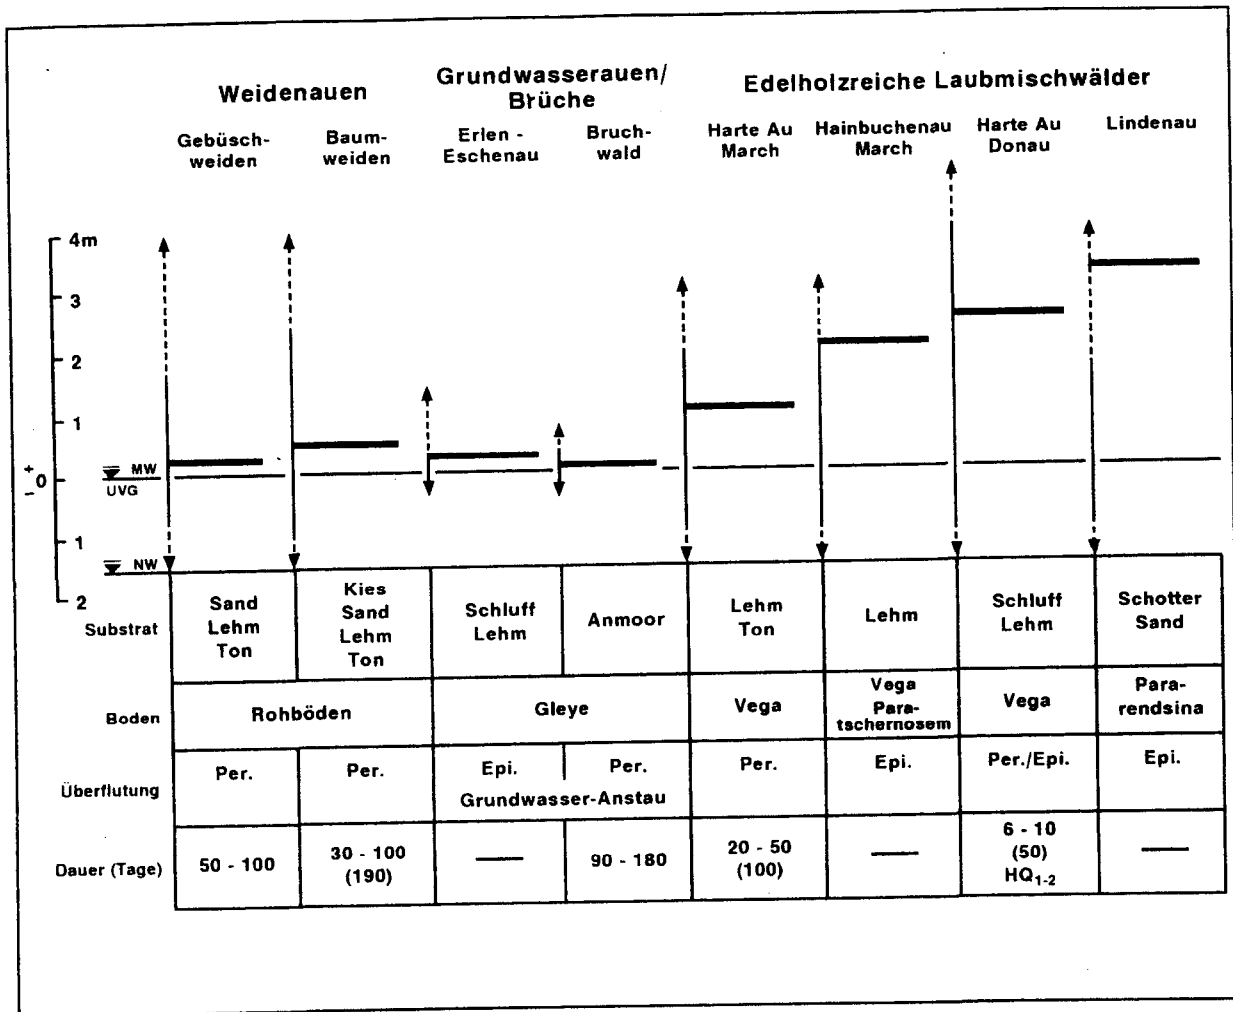 Weidenauen
Grundwasserauen/
Brüche
Edelholzreiche Laubmischwälder
Gebüsch-
weiden
Baum-
weiden
Erlen -
Eschenau
Bruch-
wald
Harte Au
March
Hainbuchenau
March
Harte Au
Donau
Lindenau
4m
3
2
1
+
0
–
1
2
MW
UVG
NW
Substrat
Sand
Lehm
Ton
Kies
Sand
Lehm
Ton
Schluff
Lehm
Anmoor
Lehm
Ton
Lehm
Schluff
Lehm
Schotter
Sand
Boden
Rohböden
Gleye
Vega
Vega
Para-
tschernosem
Vega
Para-
rendsina
Überflutung
Per.
Per.
Epi.
Per.
Grundwasser-Anstau
Per.
Epi.
Per./Epi.
Epi.
Dauer (Tage)
50 - 100
30 - 100
(190)
—
90 - 180
20 - 50
(100)
—
6 - 10
(50)
HQ1-2
—